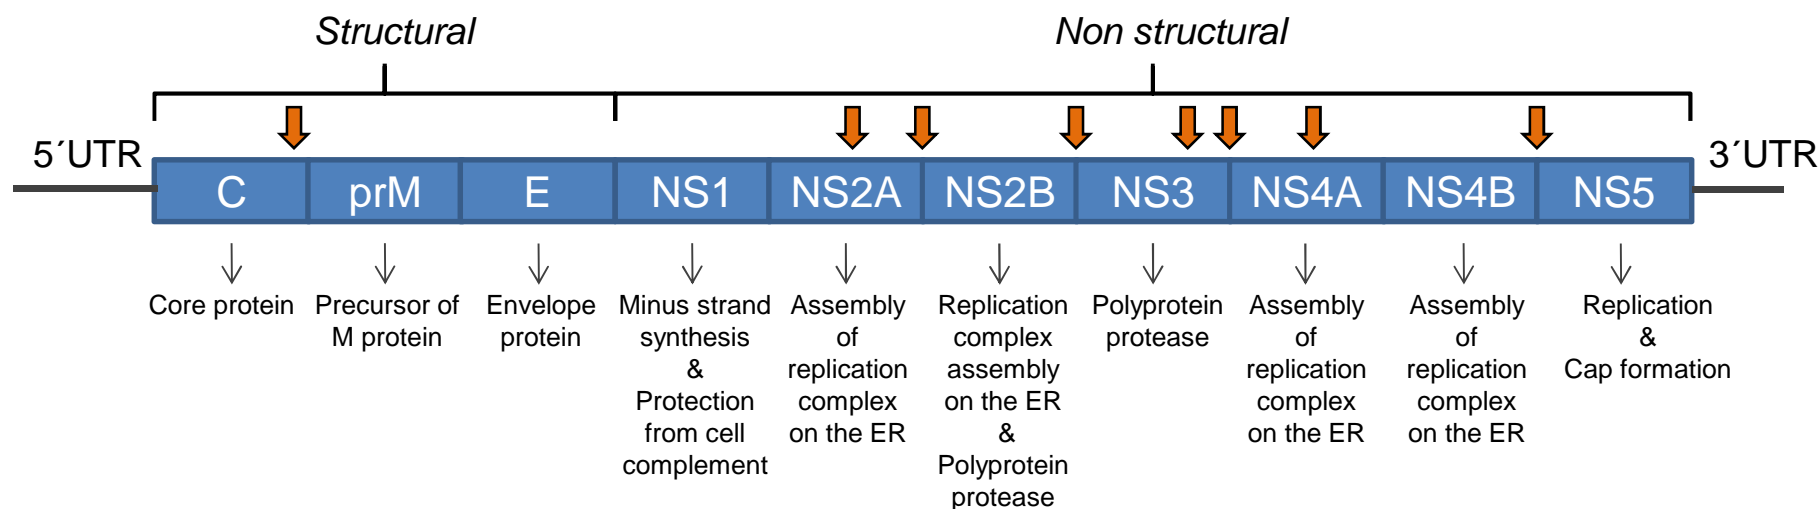 Structural
Non structural
5´UTR
3´UTR
C
prM
E
NS1
NS2A
NS2B
NS3
NS4A
NS4B
NS5
Core protein
Precursor of
M protein
Envelope
protein
Minus strand
synthesis
&
Protection
from cell
complement
Assembly
of
replication
complex
on the ER
Replication
complex
assembly
on the ER
&
Polyprotein
protease
Polyprotein
protease
Assembly
of
replication
complex
on the ER
Assembly
of
replication
complex
on the ER
Replication
&
Cap formation